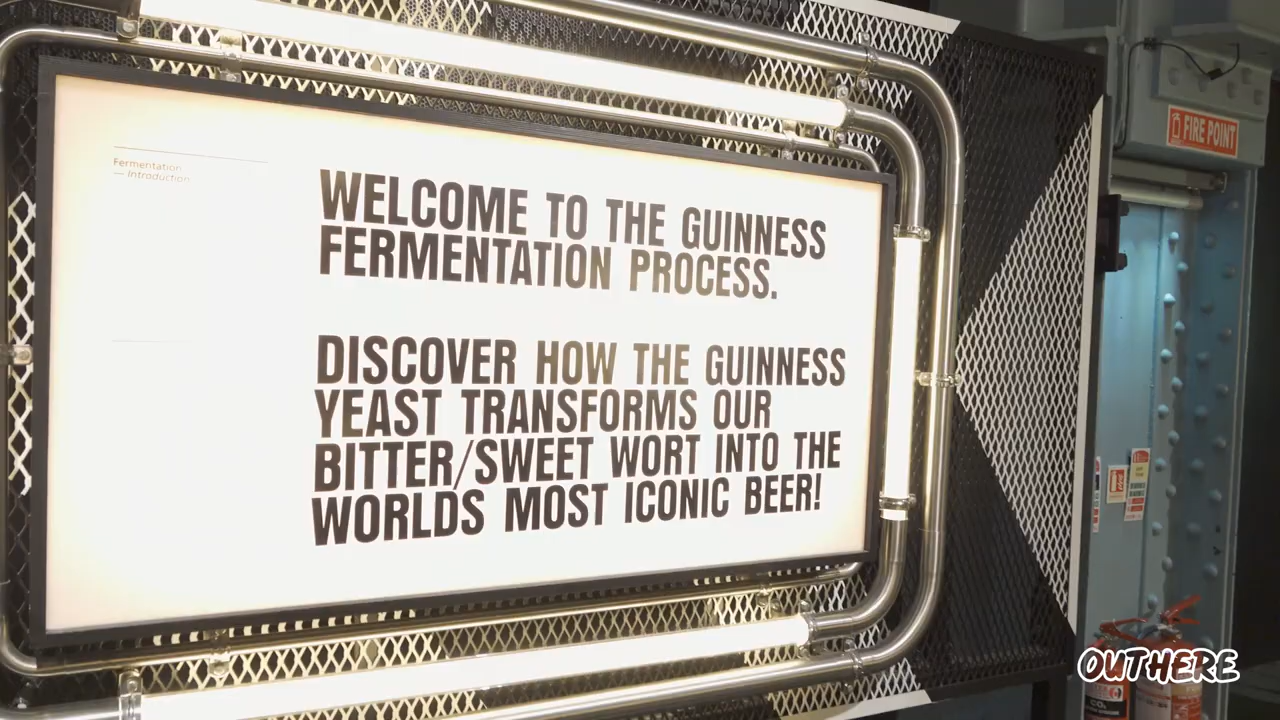 Fermentation
— Introduction
WELCOME TO THE GUINNESS
FERMENTATION PROCESS.
DISCOVER HOW THE GUINNESS
YEAST TRANSFORMS OUR
BITTER/SWEET WORT INTO THE
WORLDS MOST ICONIC BEER!
FIRE POINT
OUTHERE